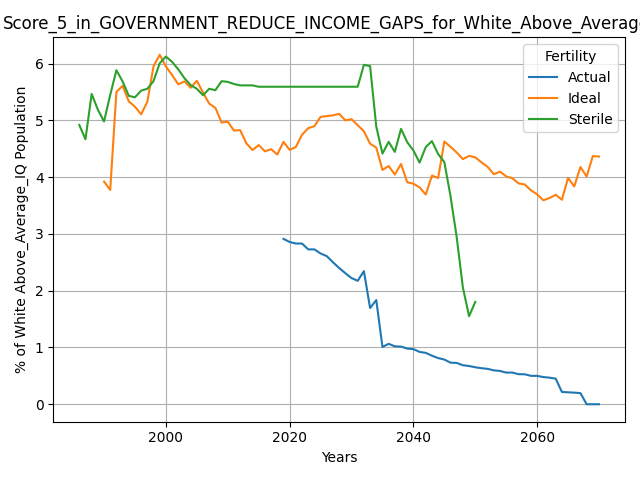 Score_5_in_GOVERNMENT_REDUCE_INCOME_GAPS_for_White_Above_Average
% of White Above_Average_IQ Population
6
5
4
3
2
1
0
2000
2020
2040
2060
Years
Fertility
Actual
Ideal
Sterile